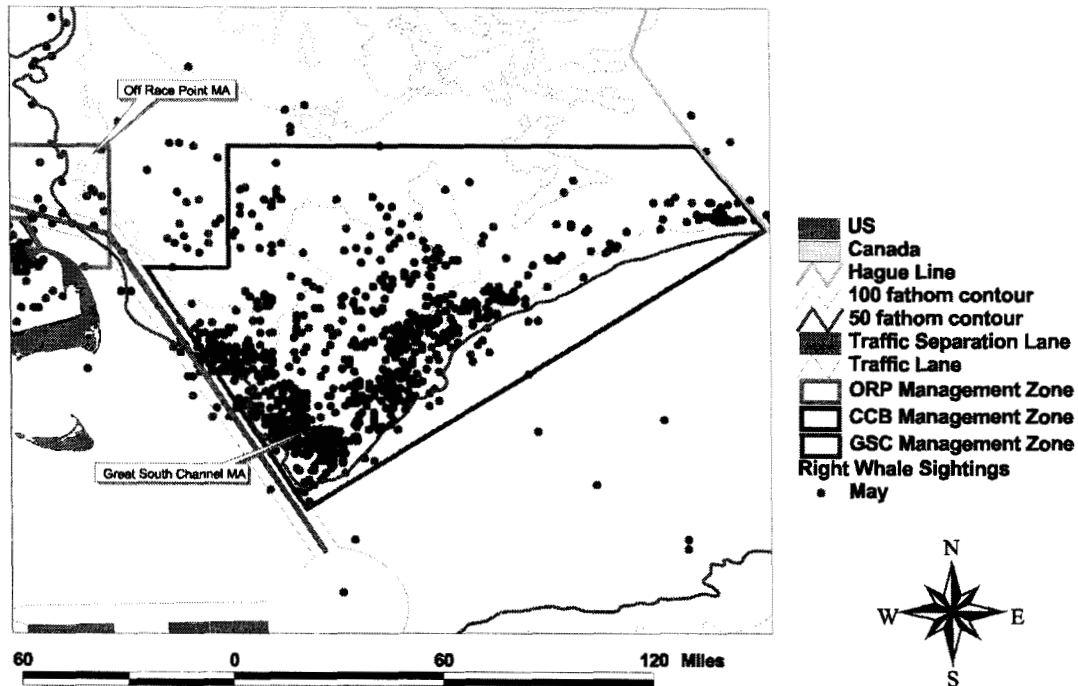 Off Race Point MA
Great South Channel MA
US
Canada
Hague Line
100 fathom contour
50 fathom contour
Traffic Separation Lane
Traffic Lane
ORP Management Zone
CCB Management Zone
GSC Management Zone
Right Whale Sightings
May
N
W E
S
60 0 60 120 Miles